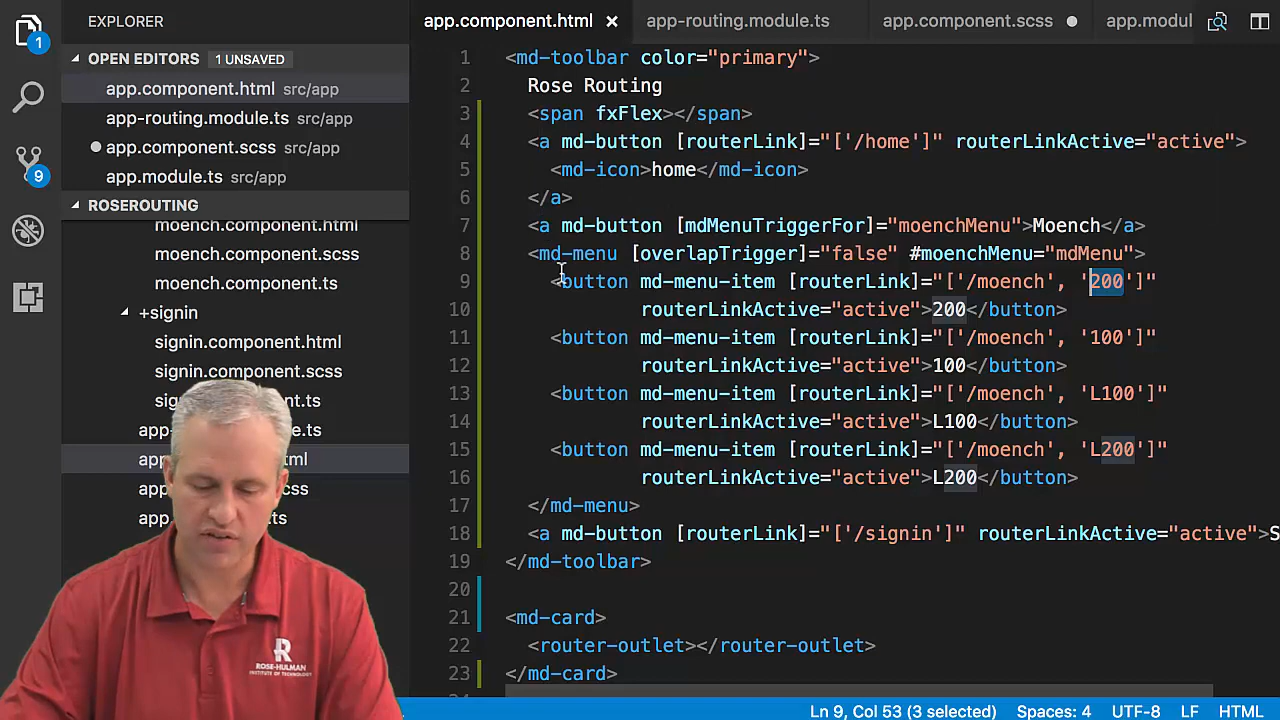 EXPLORER
OPEN EDITORS 1 UNSAVED
app.component.html src/app
app-routing.module.ts src/app
app.component.scss src/app
app.module.ts src/app
ROSEROUTING
moench.component.html
moench.component.scss
moench.component.ts
+signin
signin.component.html
signin.component.scss
1
9
app.component.html
app-routing.module.ts
app.component.scss
app.modul
1 <md-toolbar color="primary">
2 Rose Routing
3 <span fxFlex></span>
4 <a md-button [routerLink]="['/home']" routerLinkActive="active">
5 <md-icon>home</md-icon>
6 </a>
7 <a md-button [mdMenuTriggerFor]="moenchMenu">Moench</a>
8 <md-menu [overlapTrigger]="false" #moenchMenu="mdMenu">
9 <button md-menu-item [routerLink]="['/moench', '200']"
10 routerLinkActive="active">200</button>
11 <button md-menu-item [routerLink]="['/moench', '100']"
12 routerLinkActive="active">100</button>
13 <button md-menu-item [routerLink]="['/moench', 'L100']"
14 routerLinkActive="active">L100</button>
15 <button md-menu-item [routerLink]="['/moench', 'L200']"
16 routerLinkActive="active">L200</button>
17 </md-menu>
18 <a md-button [routerLink]="['/signin']" routerLinkActive="active">S
19 </md-toolbar>
20
21 <md-card>
22 <router-outlet></router-outlet>
23 </md-card>
R
ROSE-HULMAN
INSTITUTE OF TECHNOLOGY
Ln 9, Col 53 (3 selected) Spaces: 4 UTF-8 LF HTML